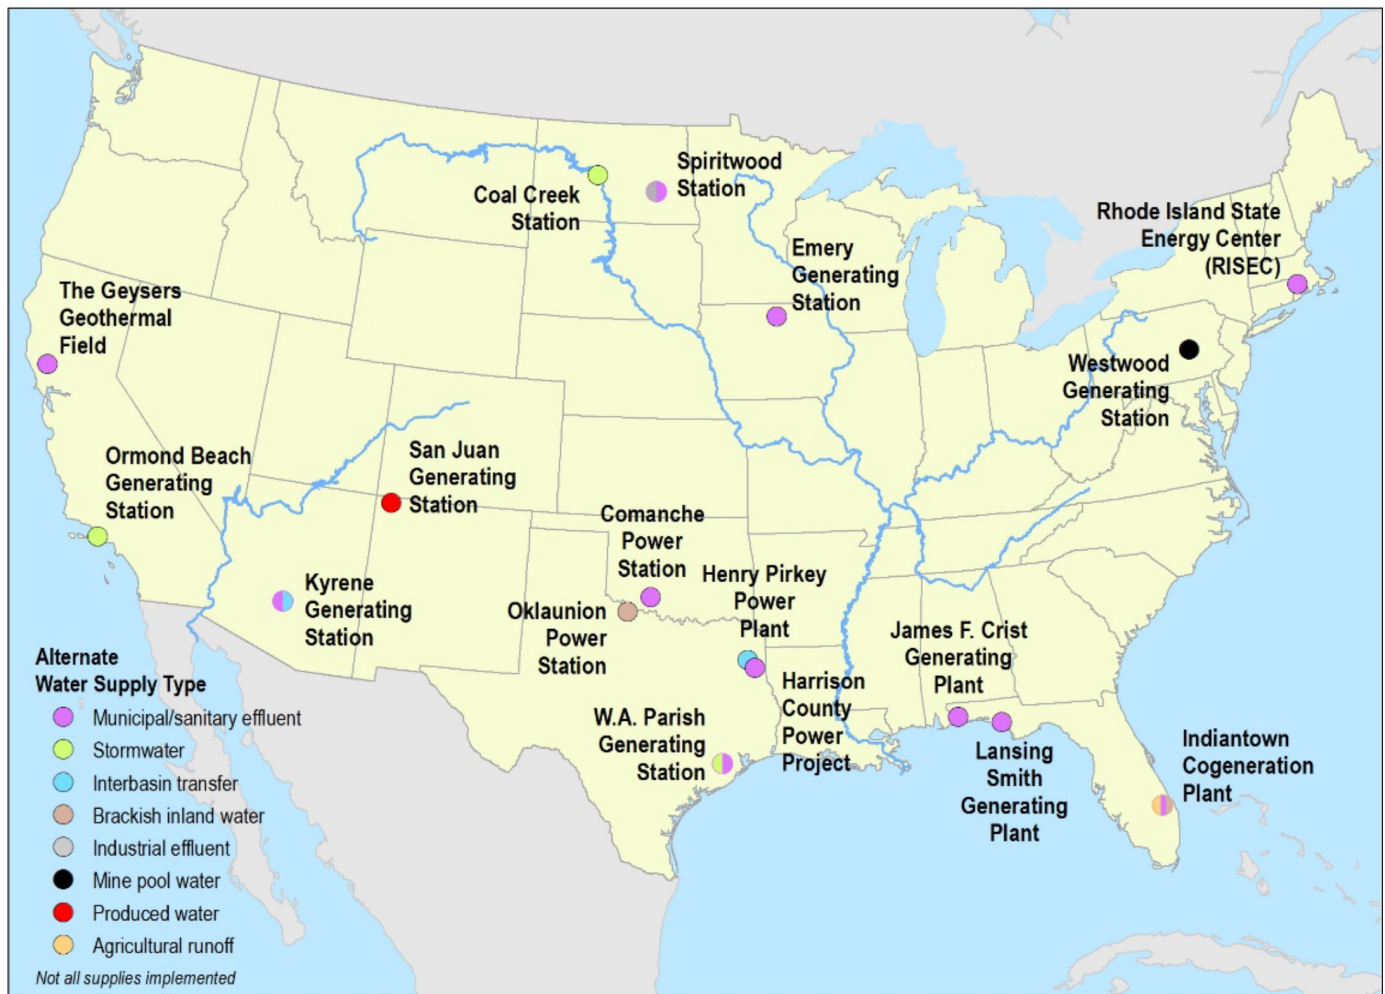 Spiritwood
Station
Coal Creek
Station
Rhode Island State
Energy Center
(RISEC)
Emery
Generating
Station
The Geysers
Geothermal
Field
Westwood
Generating
Station
Ormond Beach
Generating
Station
San Juan
Generating
Station
Comanche
Power
Station
Henry Pirkey
Power
Plant
Kyrene
Generating
Station
Oklaunion
Power
Station
James F. Crist
Generating
Plant
Harrison
County
Power
Project
W.A. Parish
Generating
Station
Lansing
Smith
Generating
Plant
Indiantown
Cogeneration
Plant
Alternate
Water Supply Type
Municipal/sanitary effluent
Stormwater
Interbasin transfer
Brackish inland water
Industrial effluent
Mine pool water
Produced water
Agricultural runoff
Not all supplies implemented